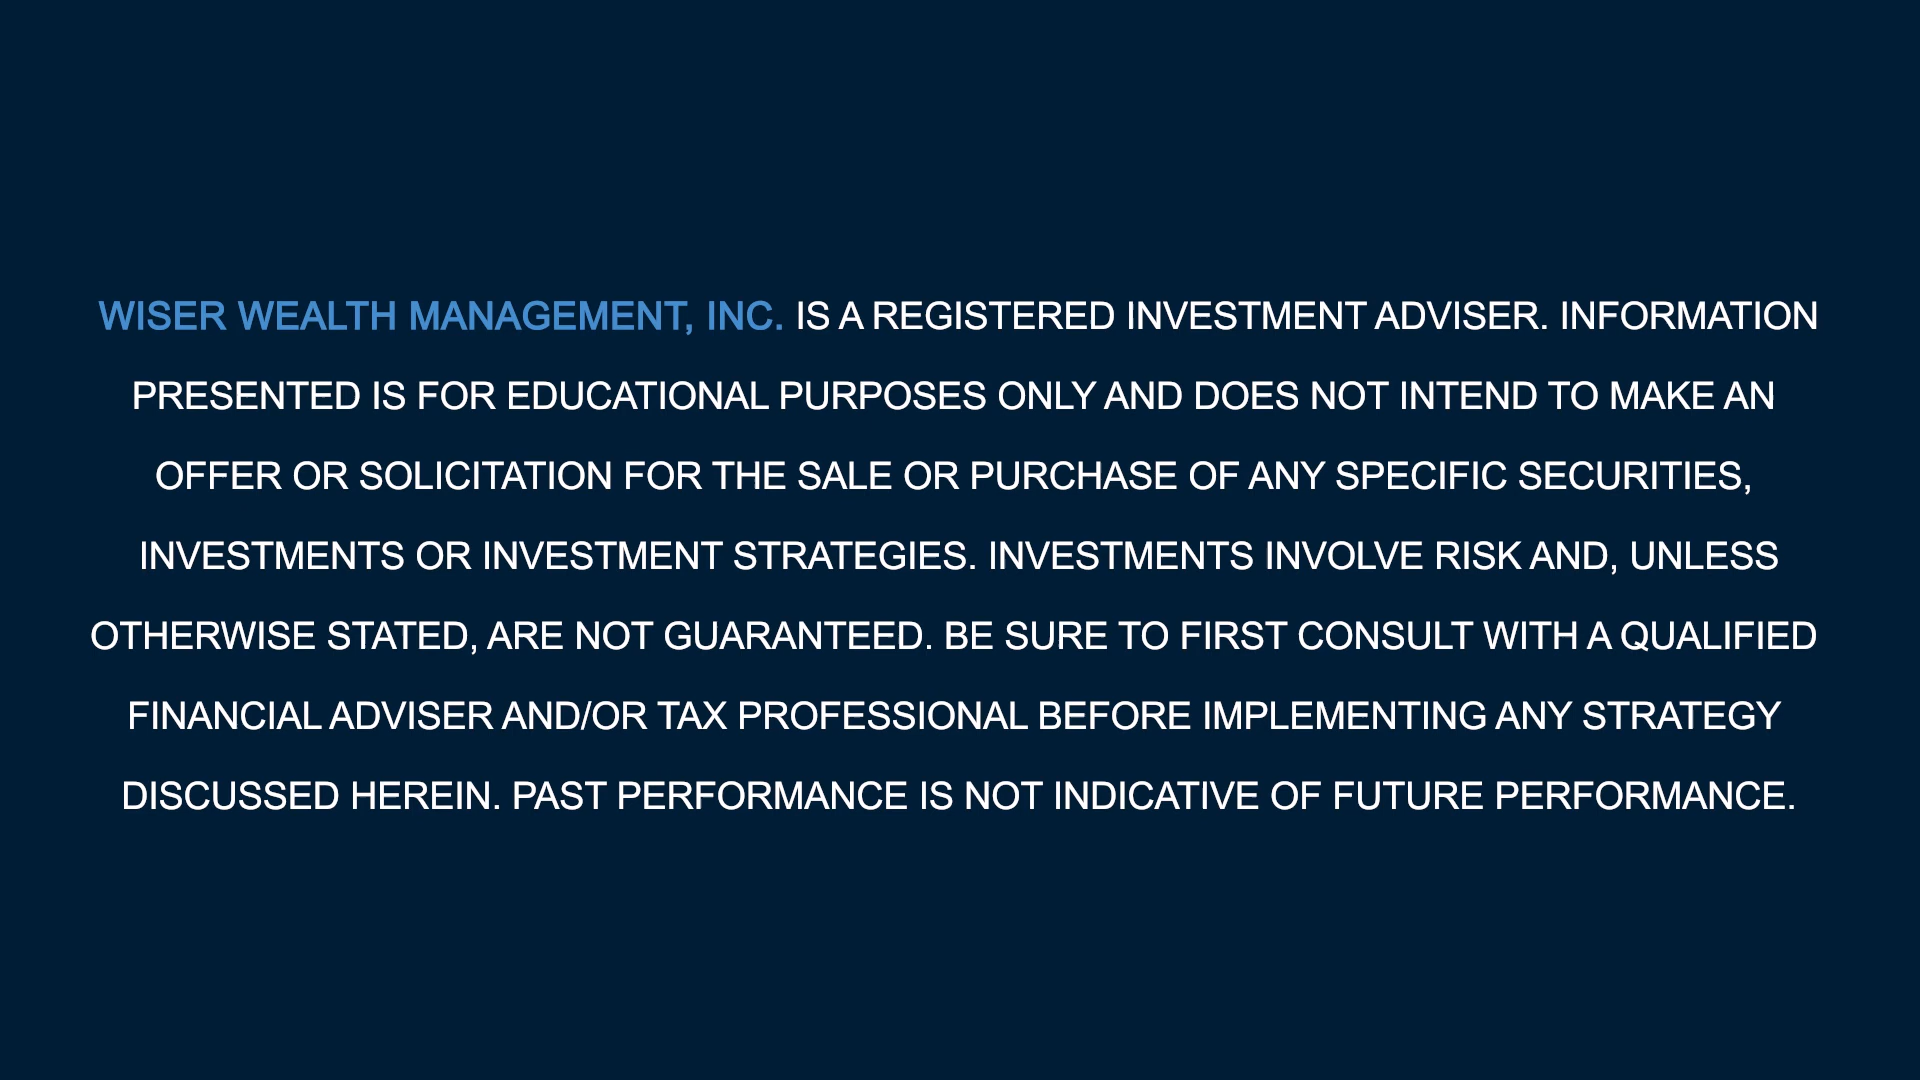 WISER WEALTH MANAGEMENT, INC. IS A REGISTERED INVESTMENT ADVISER. INFORMATION
PRESENTED IS FOR EDUCATIONAL PURPOSES ONLY AND DOES NOT INTEND TO MAKE AN
OFFER OR SOLICITATION FOR THE SALE OR PURCHASE OF ANY SPECIFIC SECURITIES,
INVESTMENTS OR INVESTMENT STRATEGIES. INVESTMENTS INVOLVE RISK AND, UNLESS
OTHERWISE STATED, ARE NOT GUARANTEED. BE SURE TO FIRST CONSULT WITH A QUALIFIED
FINANCIAL ADVISER AND/OR TAX PROFESSIONAL BEFORE IMPLEMENTING ANY STRATEGY
DISCUSSED HEREIN. PAST PERFORMANCE IS NOT INDICATIVE OF FUTURE PERFORMANCE.